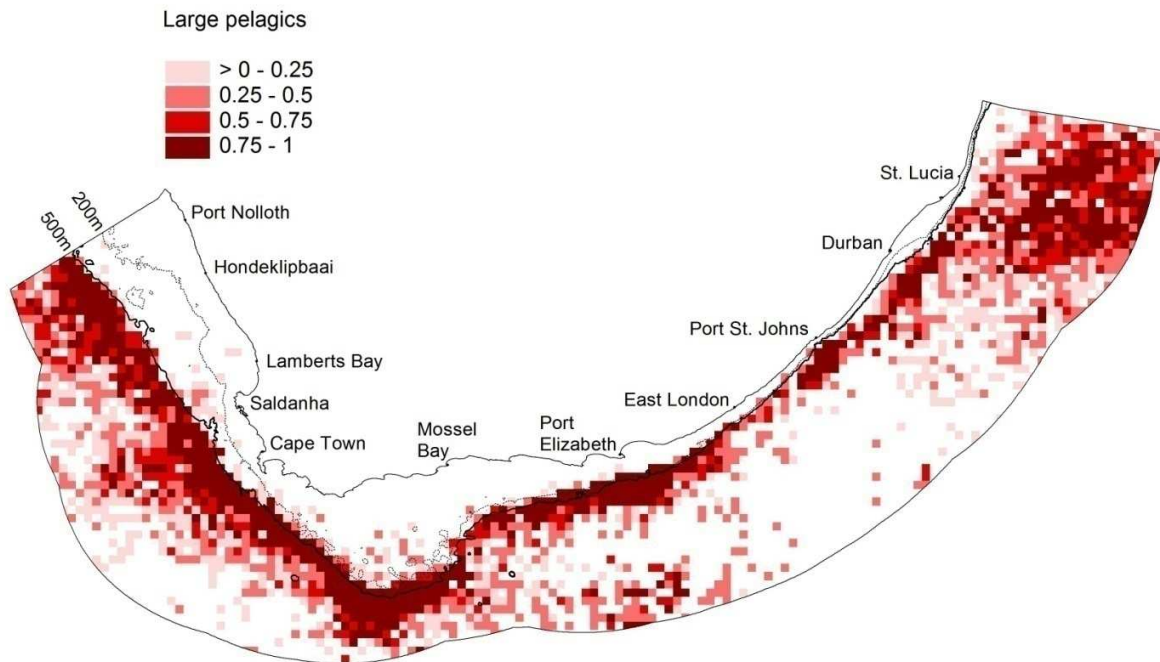 Large pelagics
> 0 - 0.25
0.25 - 0.5
0.5 - 0.75
0.75 - 1
200m
500m
Port Nolloth
Hondeklipbaai
Lamberts Bay
Saldanha
Cape Town
Mossel
Bay
Port
Elizabeth
East London
Port St. Johns
Durban
St. Lucia